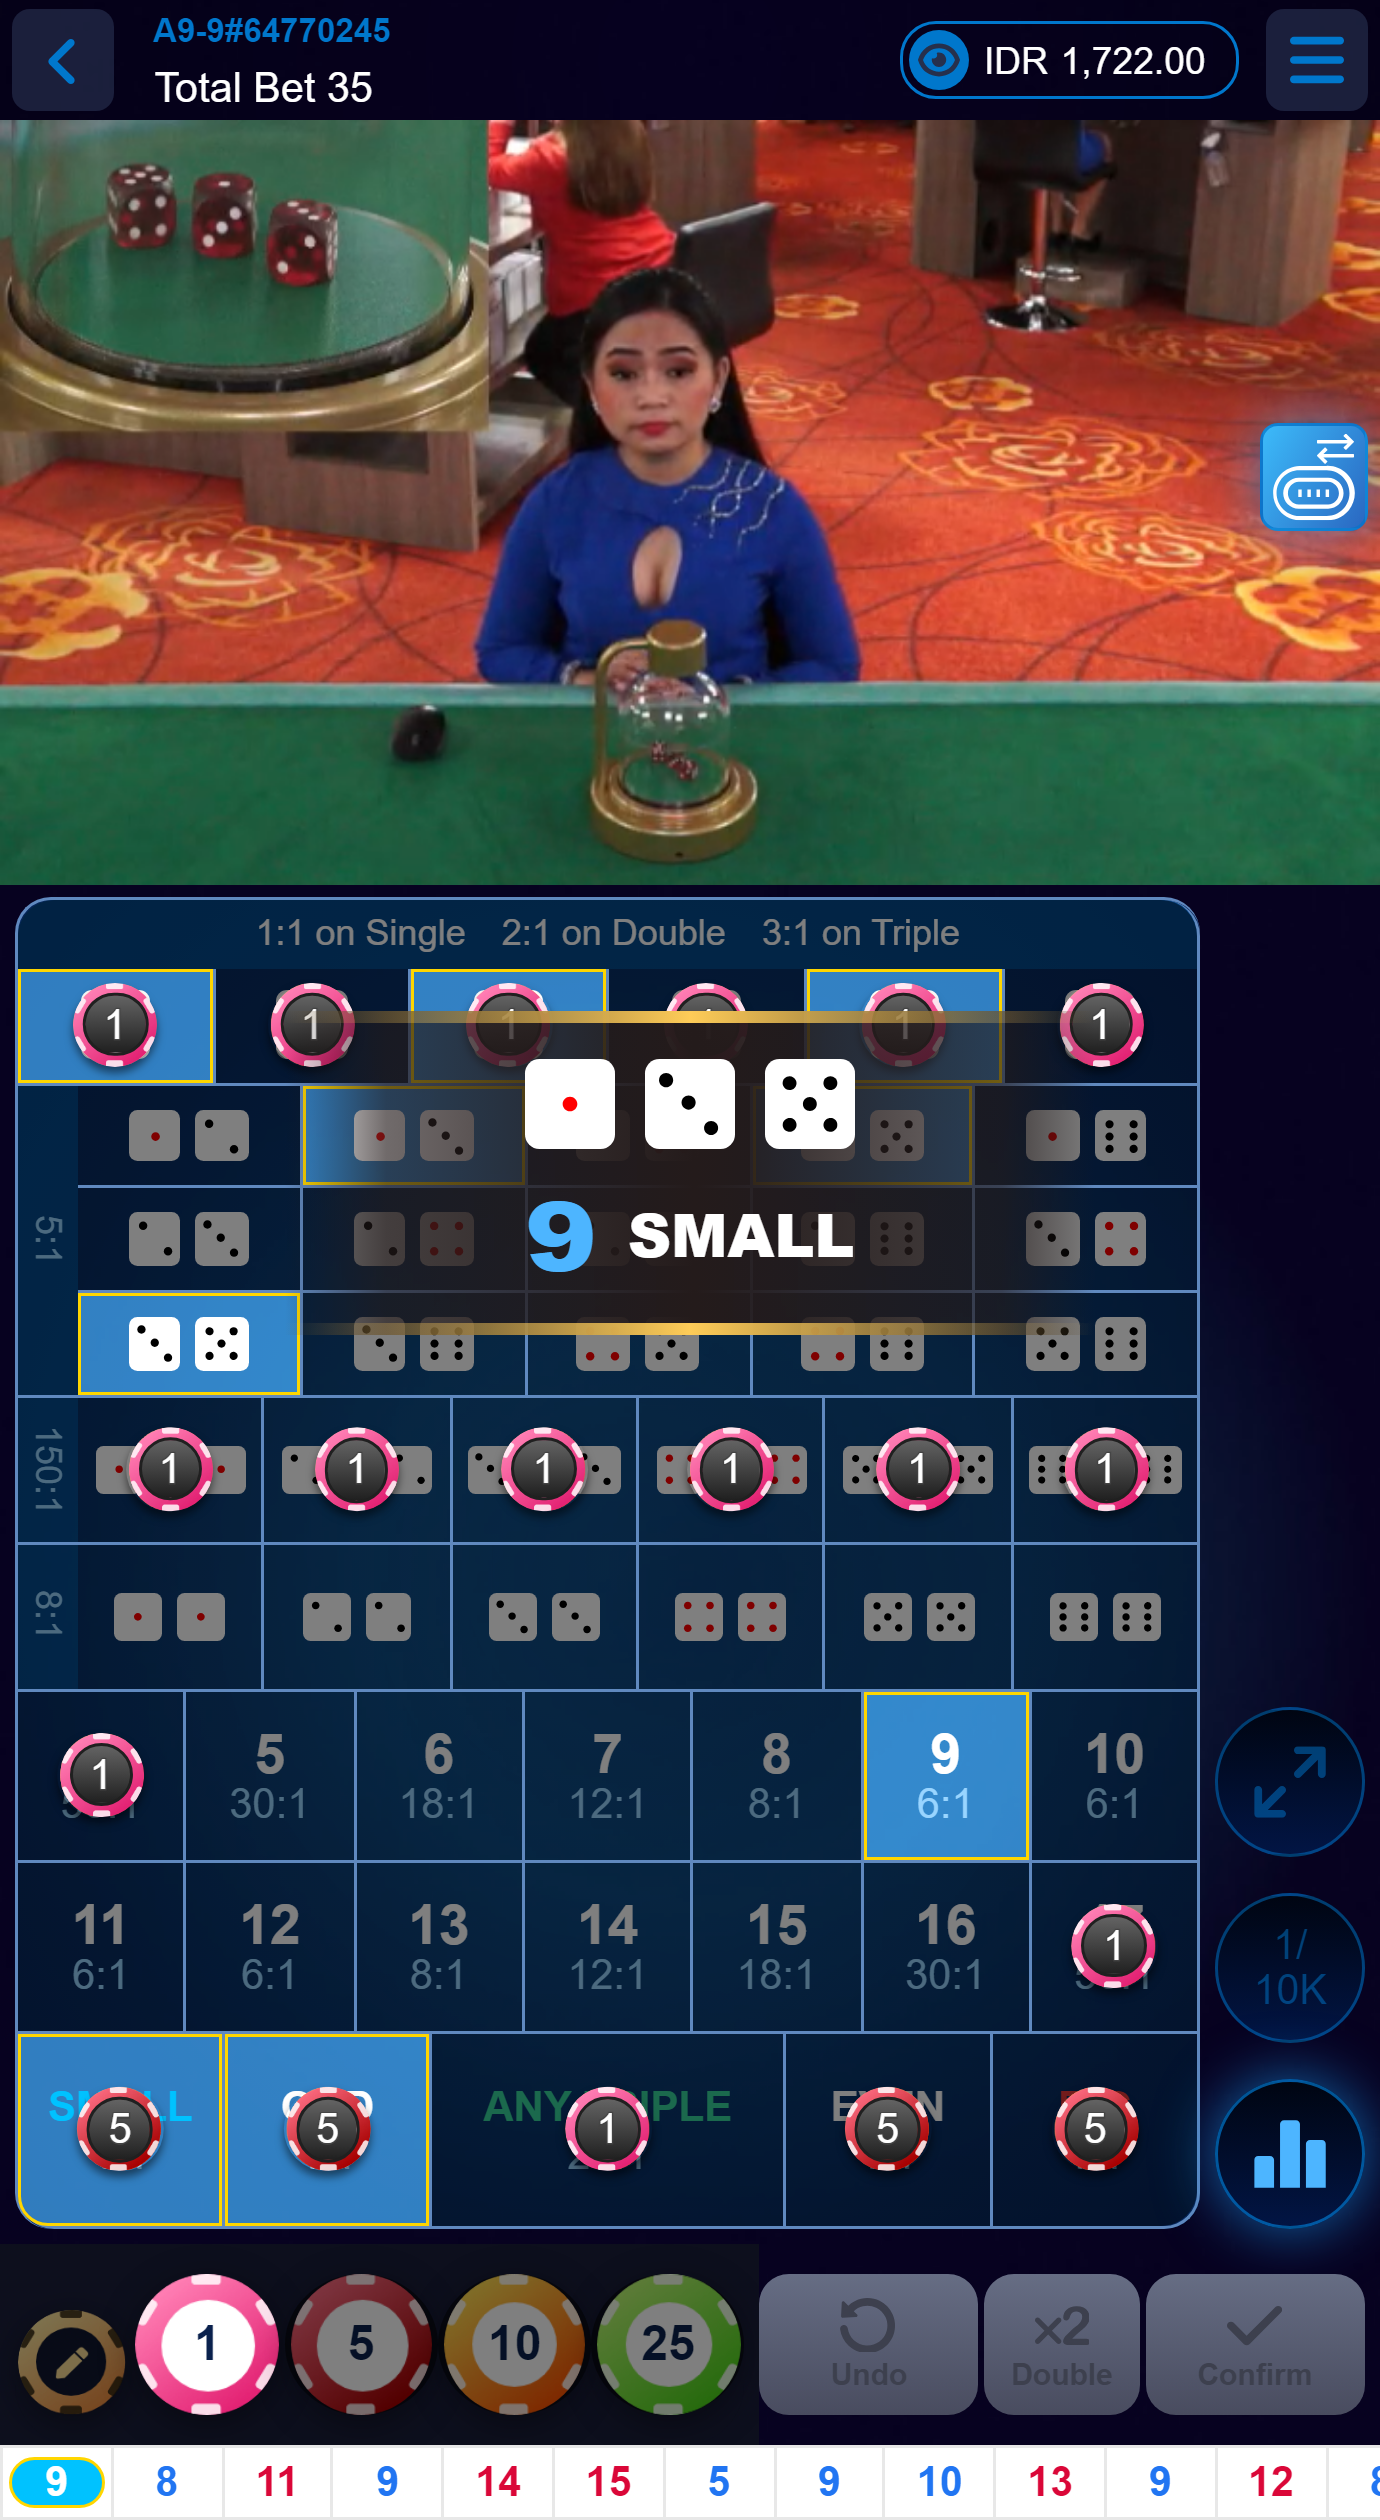 A9-9#64770245
Total Bet 35
IDR 1,722.00
1:1 on Single 2:1 on Double 3:1 on Triple
1 1 1 1 1 1
5:1
9 SMALL
150:1
1 1 1 1 1 1
8:1
1 5 6 7 8 9 10
30:1 18:1 12:1 8:1 6:1 6:1
11 12 13 14 15 16
6:1 6:1 8:1 12:1 18:1 30:1 1
1/
10K
5 5 1 5 5
1 5 10 25
Undo
x2
Double
Confirm
9 8 11 9 14 15 5 9 10 13 9 12